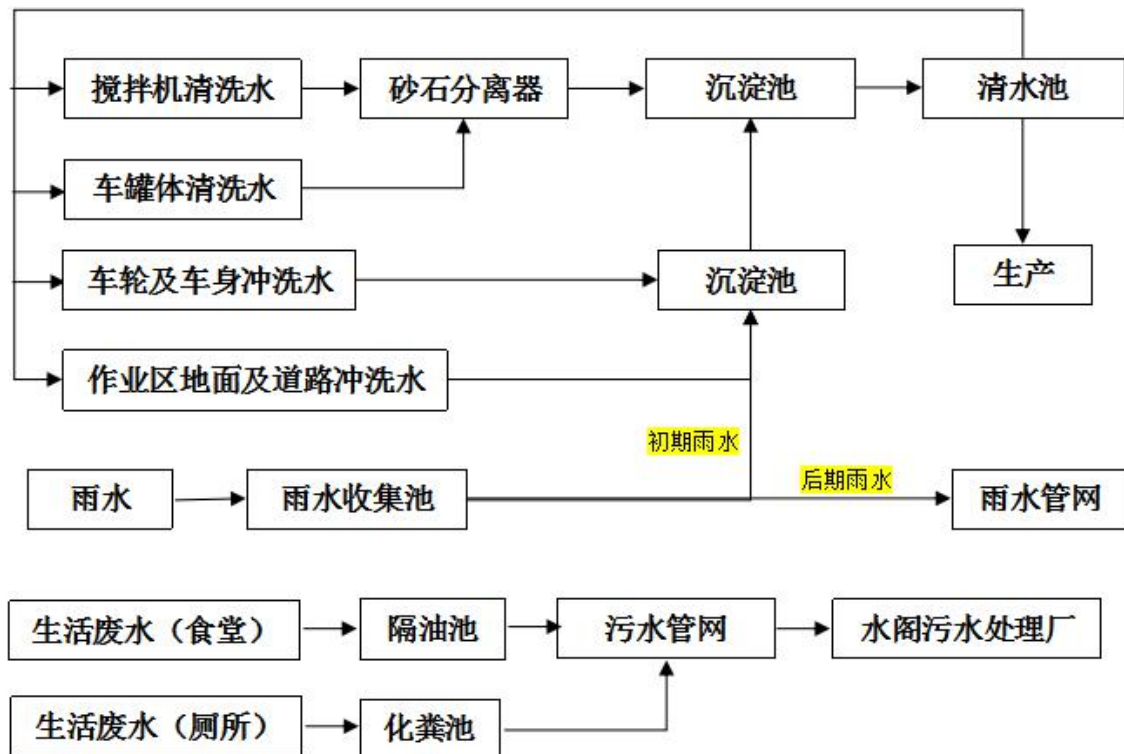 搅拌机清洗水
砂石分离器
沉淀池
清水池
车罐体清洗水
车轮及车身冲洗水
沉淀池
生产
作业区地面及道路冲洗水
初期雨水
后期雨水
雨水
雨水收集池
雨水管网
生活废水（食堂）
隔油池
污水管网
水阁污水处理厂
生活废水（厕所）
化粪池